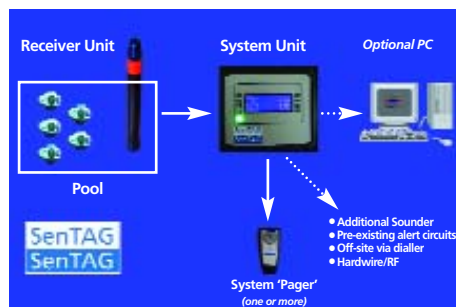 Receiver Unit
System Unit
Optional PC
Pool
SenTAG
SenTAG
System 'Pager'
(one or more)
• Additional Sounder
• Pre-existing alert circuits
• Off-site via dialler
• Hardwire/RF